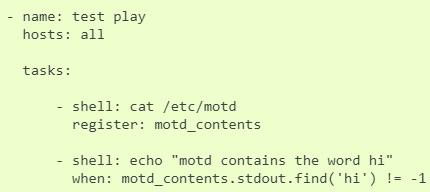 - name: test play
  hosts: all

  tasks:

      - shell: cat /etc/motd
        register: motd_contents

      - shell: echo "motd contains the word hi"
        when: motd_contents.stdout.find('hi') != -1